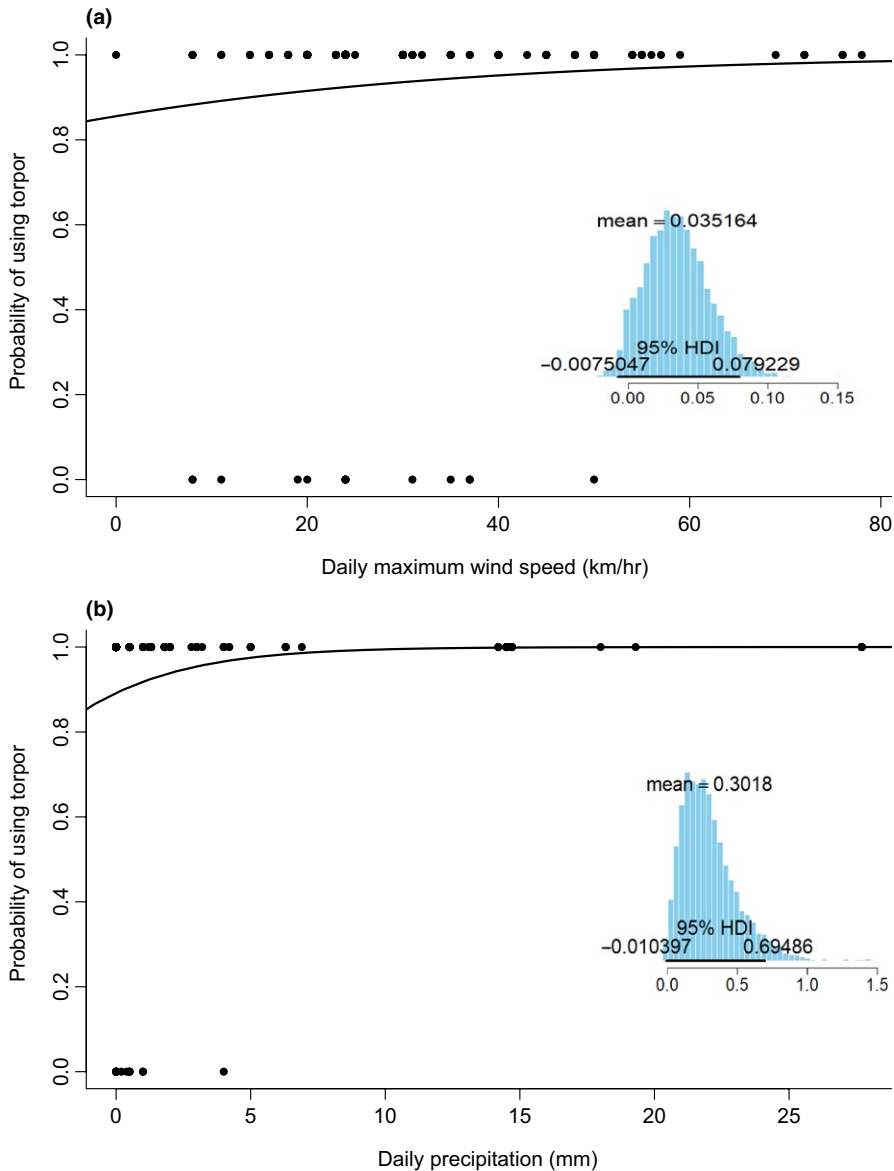 (a)
Probability of using torpor
1.0
0.8
0.6
0.4
0.2
0.0
mean = 0.035164
95% HDI
−0.0075047 0.079229
0.00 0.05 0.10 0.15
0 20 40 60 80
Daily maximum wind speed (km/hr)
(b)
Probability of using torpor
1.0
0.8
0.6
0.4
0.2
0.0
mean = 0.3018
95% HDI
−0.010397 0.69486
0.0 0.5 1.0 1.5
0 5 10 15 20 25
Daily precipitation (mm)